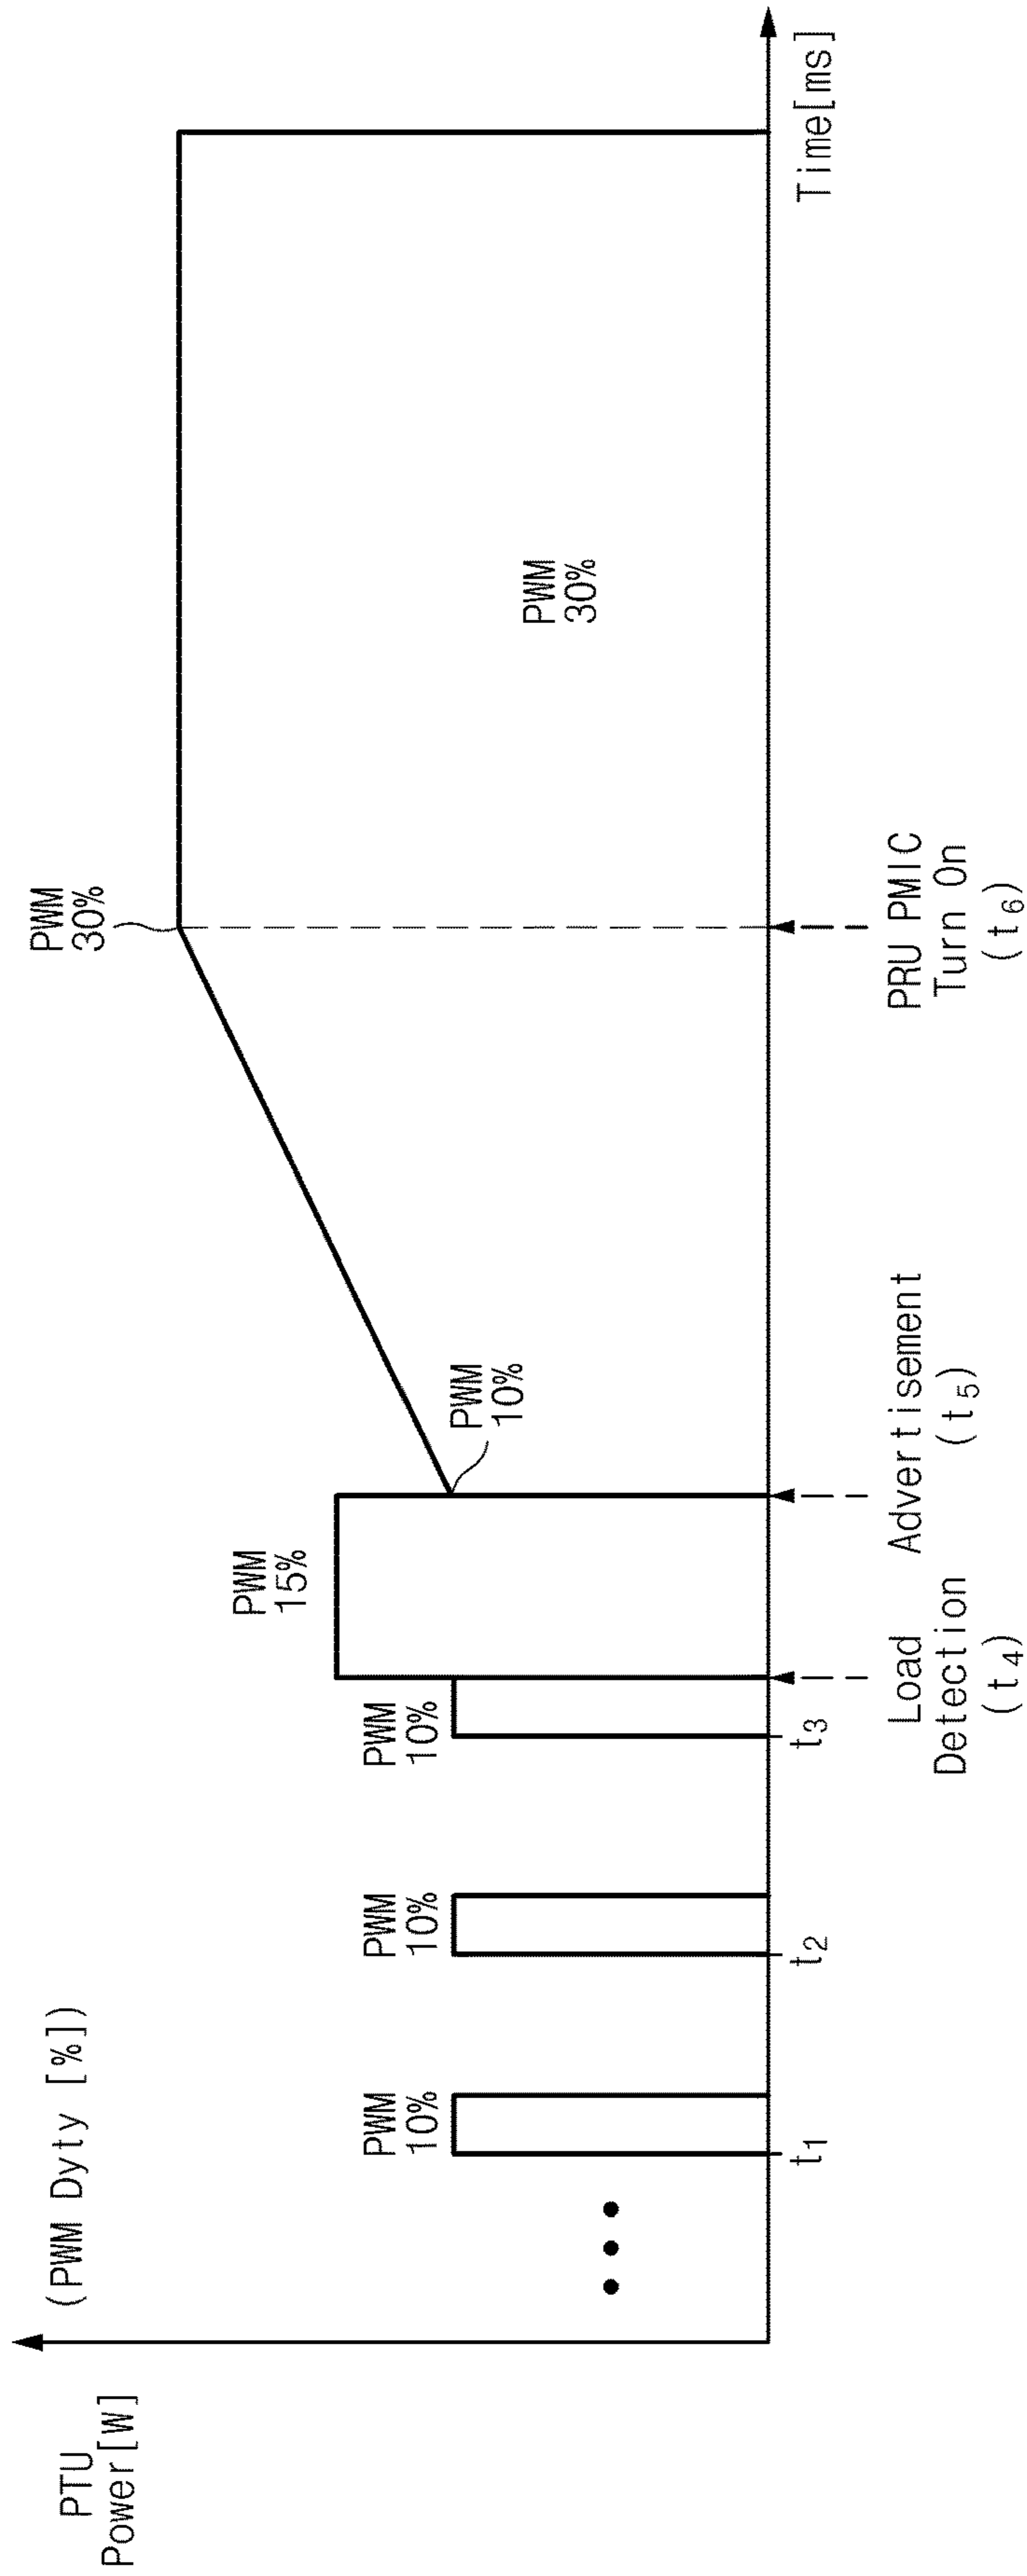 PTU
Power[W]
(PWM Dyty [%])
PWM
10%
PWM
10%
PWM
10%
PWM
15%
PWM
10%
PWM
30%
PWM
30%
t1
t2
t3
Load
Detection
(t4)
Advertisement
(t5)
PRU PMIC
Turn On
(t6)
Time[ms]